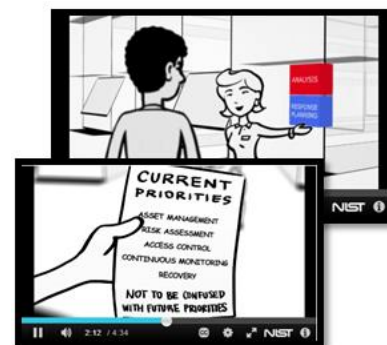 ANALYSIS
RESPONSE
PLANNING
NIST
CURRENT
PRIORITIES
ASSET MANAGEMENT
RISK ASSESSMENT
ACCESS CONTROL
CONTINUOUS MONITORING
RECOVERY
NOT TO BE CONFUSED
WITH FUTURE PRIORITIES
2:12 / 4:34
NIST